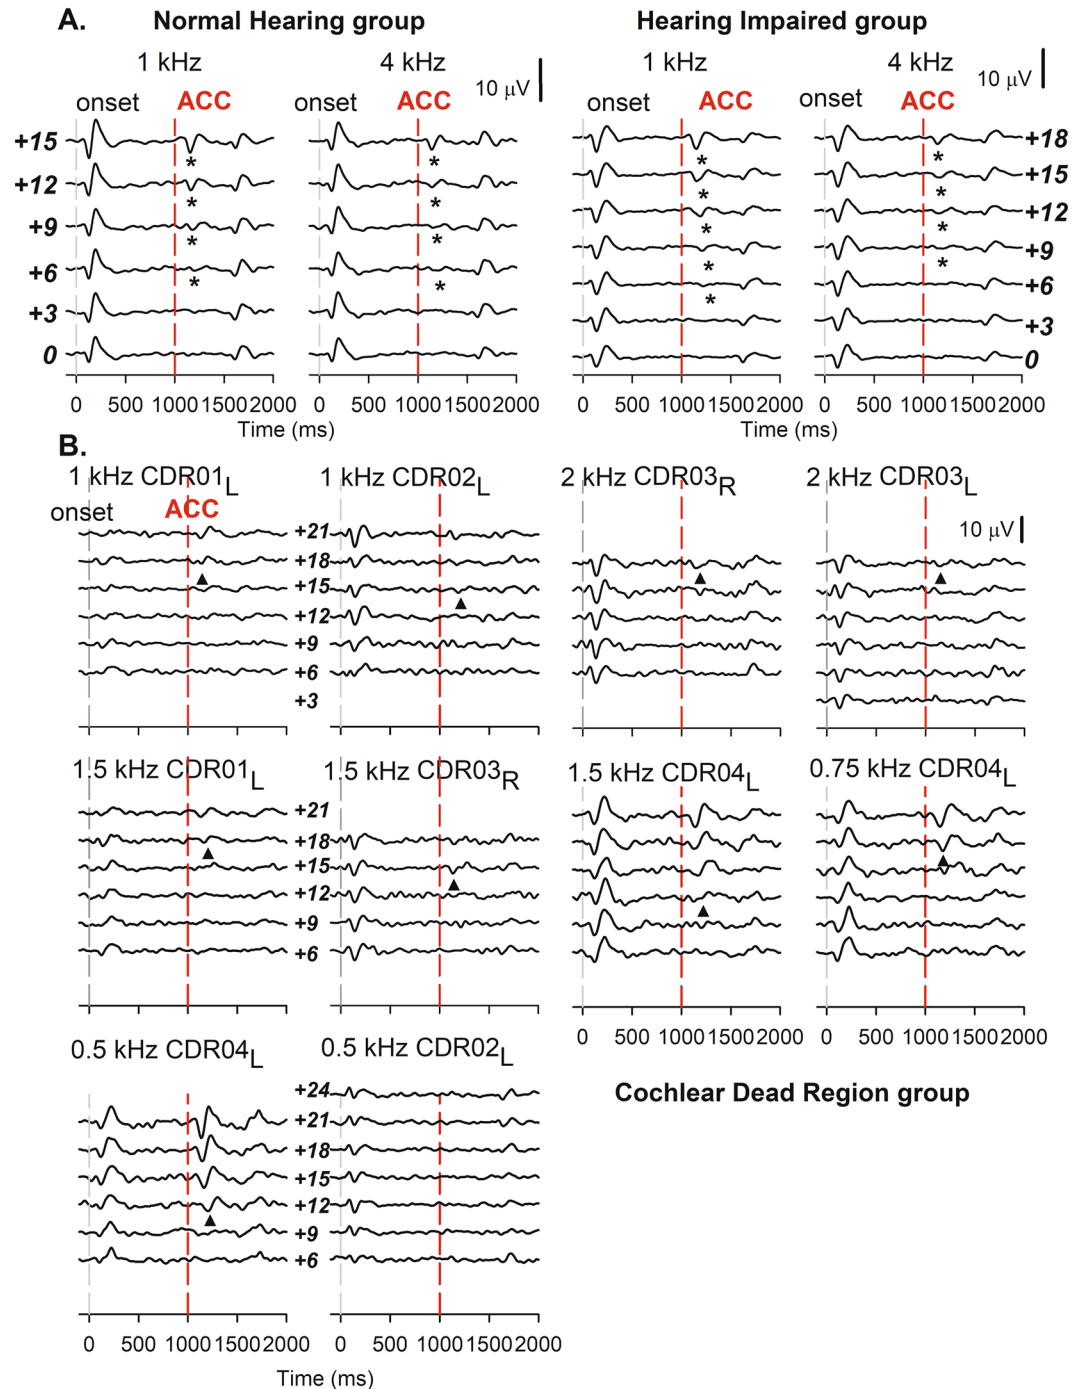 A. Normal Hearing group Hearing Impaired group
1 kHz 4 kHz 10 µV 1 kHz 4 kHz 10 µV
onset ACC onset ACC onset ACC onset ACC
+15 +18
* * * *
+12 +15
* * * *
+9 +12
* * * *
+6 +9
* * * *
+3 +6
*
0 +3
0
0 500 1000 1500 2000 0 500 1000 1500 2000 0 500 1000 1500 2000 0 500 1000 1500 2000
Time (ms) Time (ms)
B.
1 kHz CDR01L 1 kHz CDR02L 2 kHz CDR03R 2 kHz CDR03L
onset ACC
+21 10 µV
+18
+15
+12
+9
+6
+3
1.5 kHz CDR01L 1.5 kHz CDR03R 1.5 kHz CDR04L 0.75 kHz CDR04L
+21
+18
+15
+12
+9
+6
0 500 1000 1500 2000 0 500 1000 1500 2000
0.5 kHz CDR04L 0.5 kHz CDR02L
+24 Cochlear Dead Region group
+21
+18
+15
+12
+9
+6
0 500 1000 1500 2000 0 500 1000 1500 2000
Time (ms)